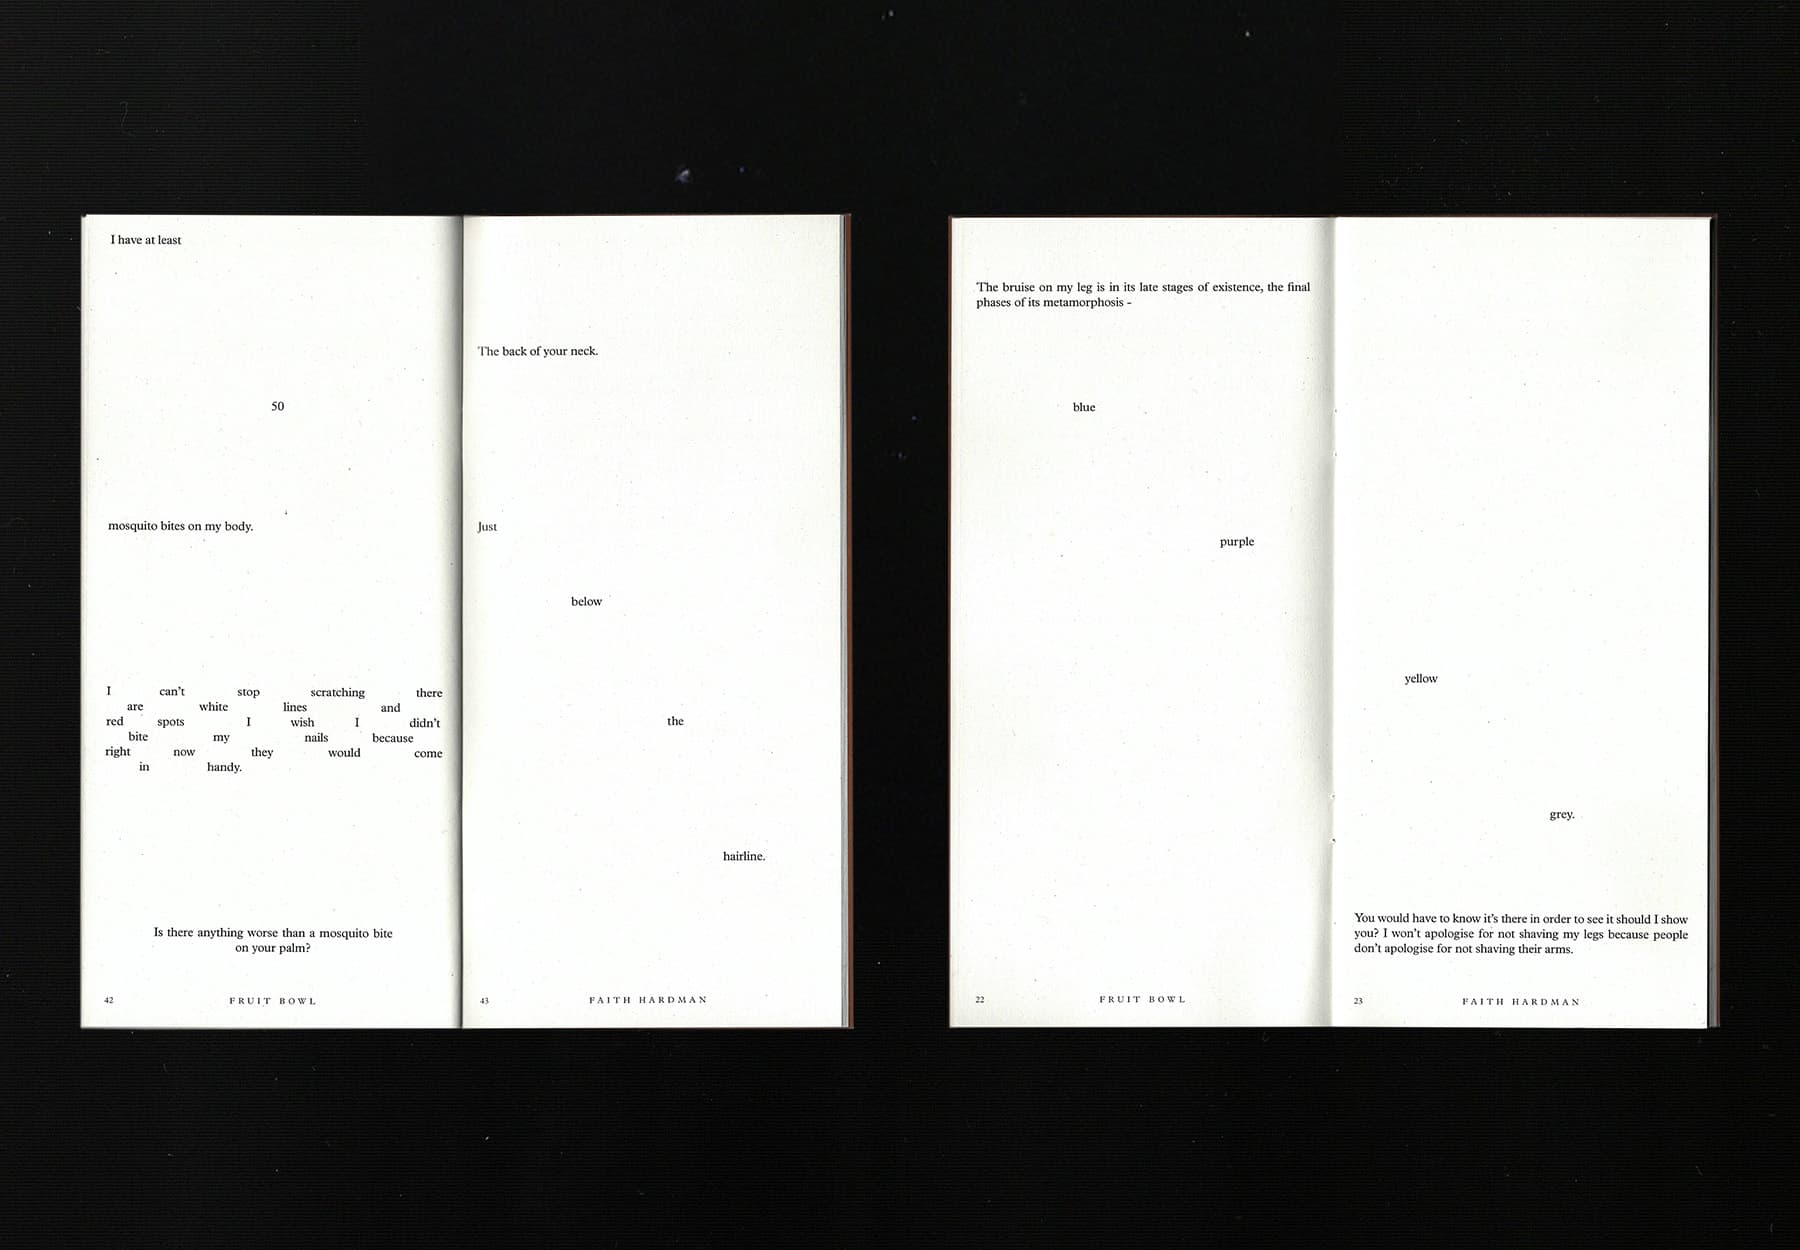 I have at least
50
mosquito bites on my body.
I can't stop scratching there
are white lines and
red spots I wish I didn't
bite my nails because
right now they would come
in handy.
Is there anything worse than a mosquito bite
on your palm?
42 FRUIT BOWL
The back of your neck.
Just
below
the
hairline.
43 FAITH HARDMAN
The bruise on my leg is in its late stages of existence, the final
phases of its metamorphosis -
blue
purple
22 FRUIT BOWL
yellow
grey.
You would have to know it's there in order to see it should I show
you? I won't apologise for not shaving my legs because people
don't apologise for not shaving their arms.
23 FAITH HARDMAN